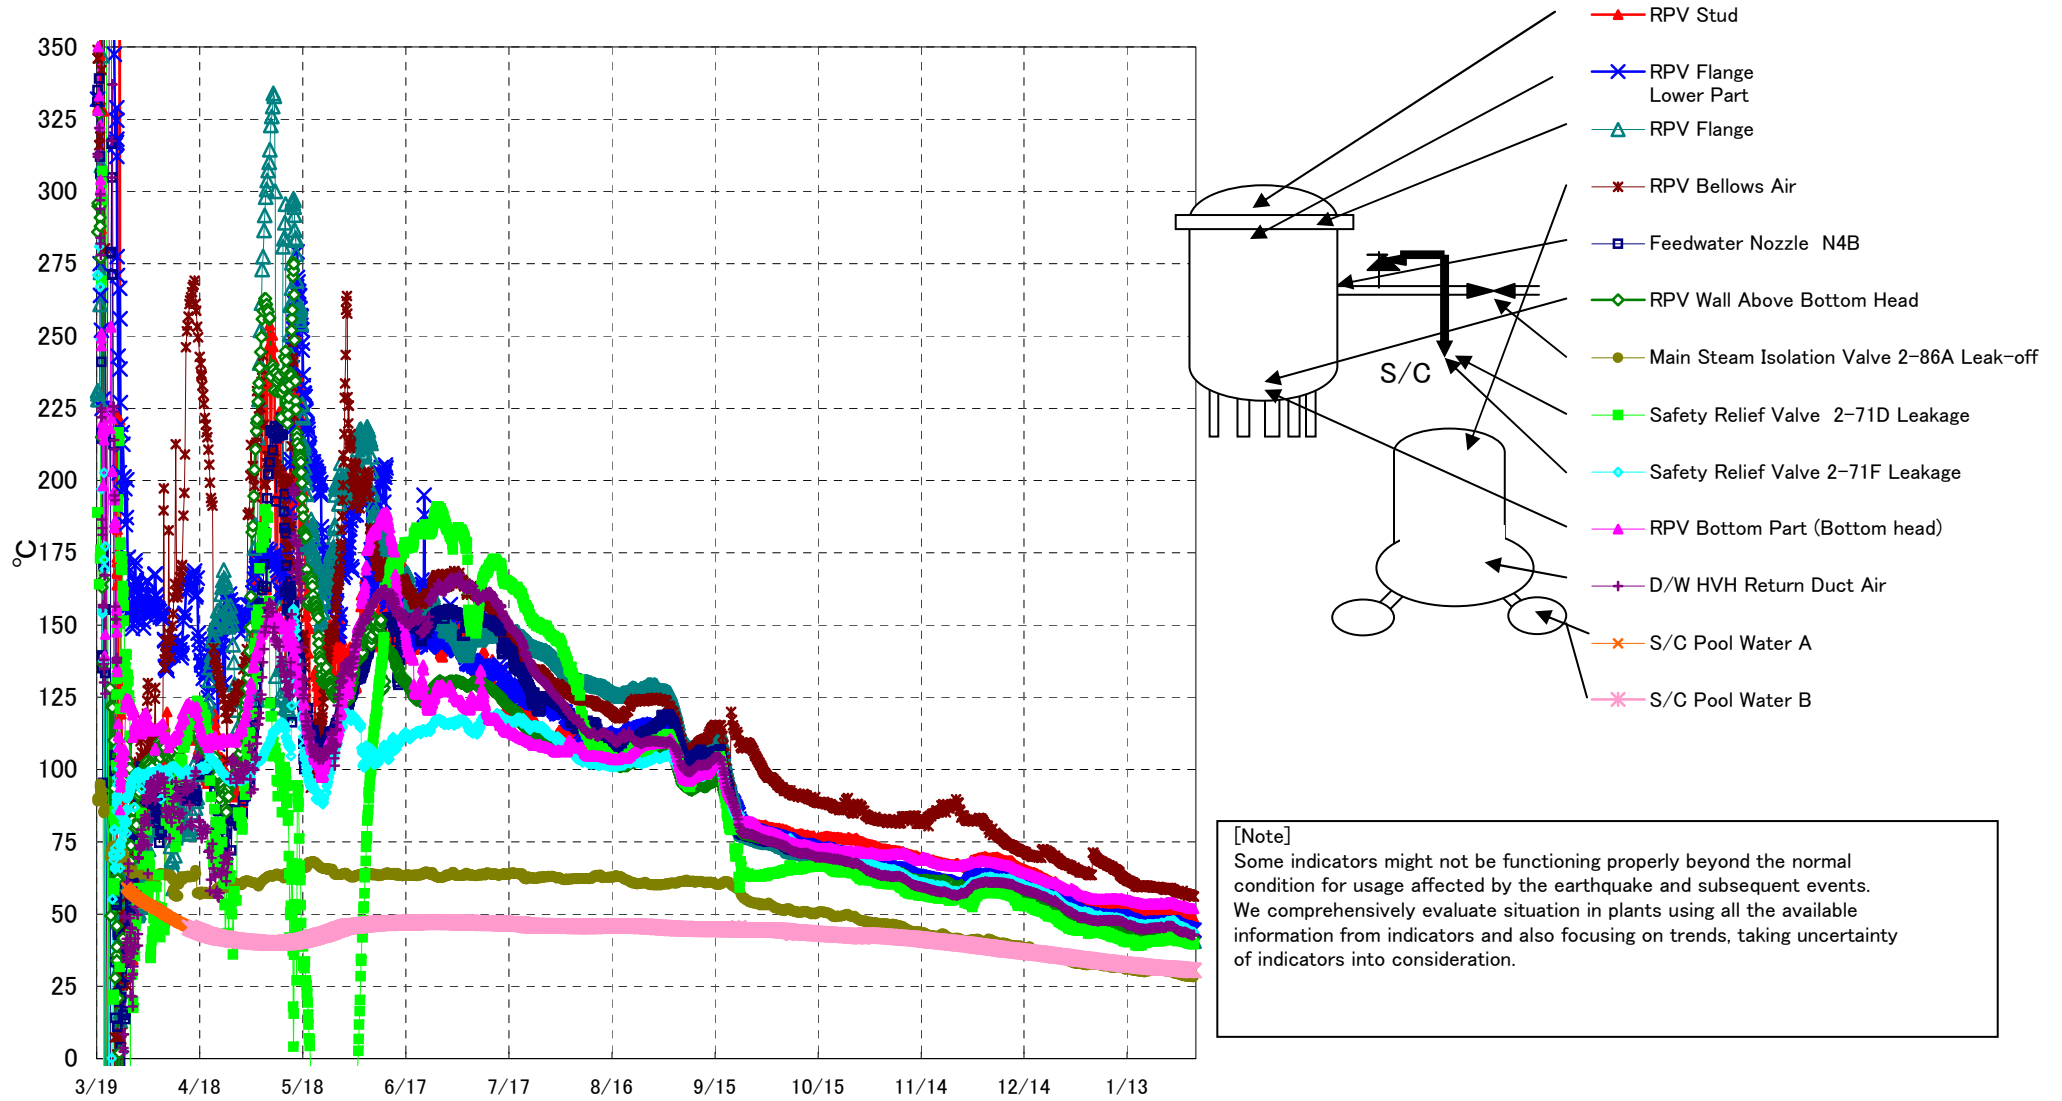 350
325
300
275
250
225
200
175
150
125
100
75
50
25
0
℃
3/19
4/18
5/18
6/17
7/17
8/16
9/15
10/15
11/14
12/14
1/13
RPV Stud
RPV Flange
Lower Part
RPV Flange
RPV Bellows Air
Feedwater Nozzle N4B
RPV Wall Above Bottom Head
Main Steam Isolation Valve 2-86A Leak-off
Safety Relief Valve 2-71D Leakage
Safety Relief Valve 2-71F Leakage
RPV Bottom Part (Bottom head)
D/W HVH Return Duct Air
S/C Pool Water A
S/C Pool Water B
S/C
[Note]
Some indicators might not be functioning properly beyond the normal
condition for usage affected by the earthquake and subsequent events.
We comprehensively evaluate situation in plants using all the available
information from indicators and also focusing on trends, taking uncertainty
of indicators into consideration.